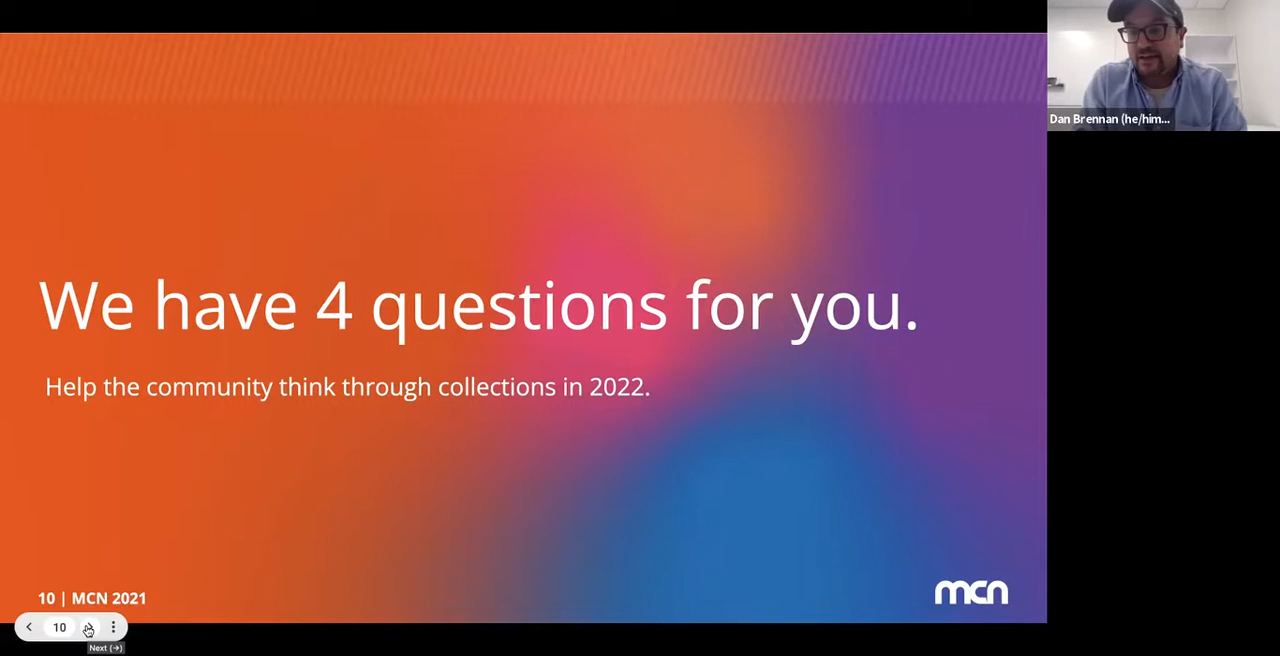 Dan Brennan (he/him...
We have 4 questions for you.
Help the community think through collections in 2022.
10 | MCN 2021
mcn
10
Next (→)